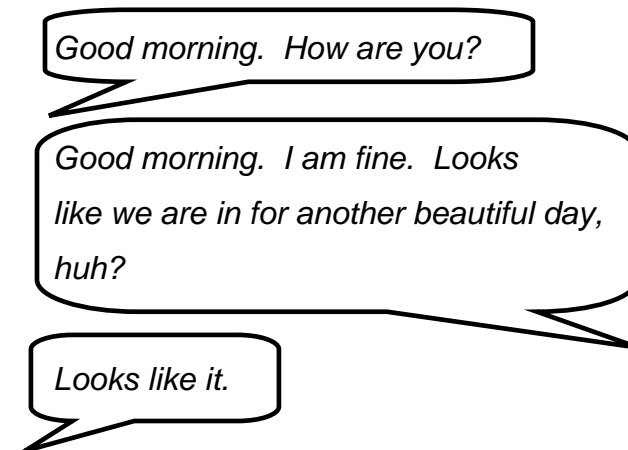 Good morning.  How are you?
Good morning.  I am fine.  Looks
like we are in for another beautiful day,
huh?
Looks like it.